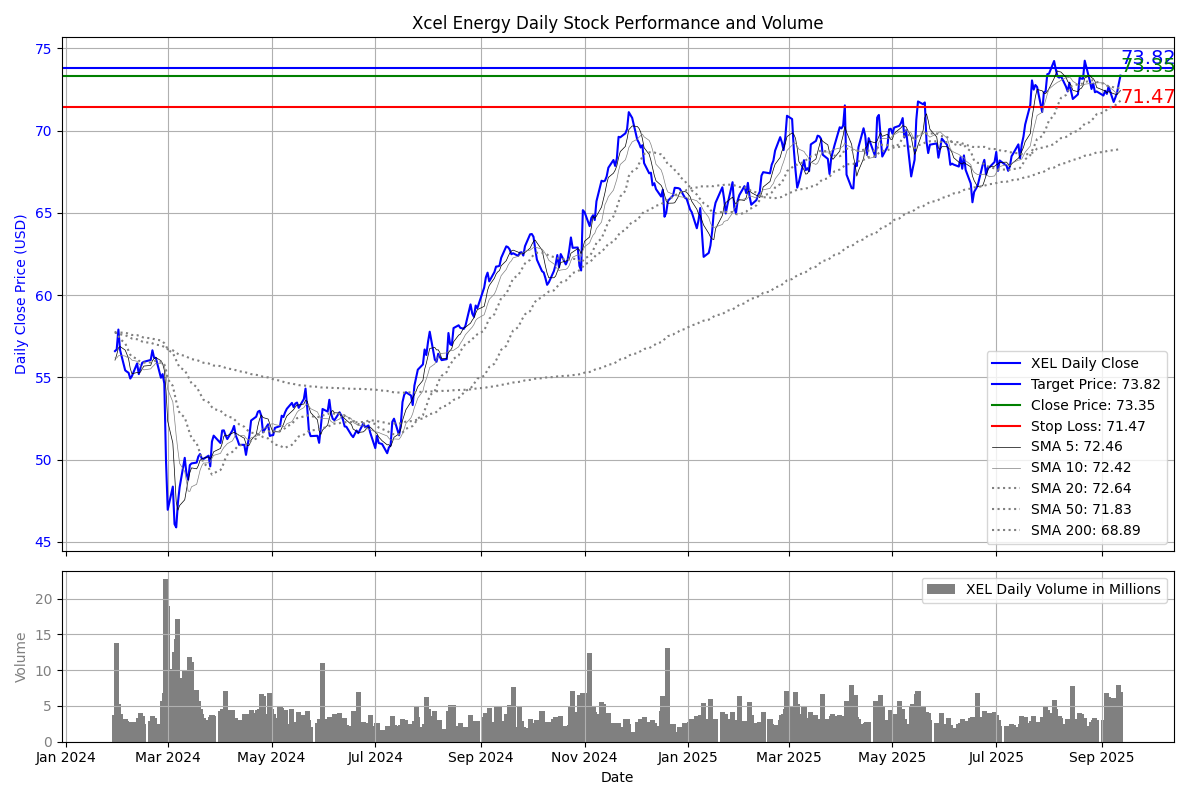 Xcel Energy Daily Stock Performance and Volume
75
70
65
60
55
50
45
Daily Close Price (USD)
73.82
73.35
71.47
XEL Daily Close
Target Price: 73.82
Close Price: 73.35
Stop Loss: 71.47
SMA 5: 72.46
SMA 10: 72.42
SMA 20: 72.64
SMA 50: 71.83
SMA 200: 68.89
20
15
10
5
0
Volume
XEL Daily Volume in Millions
Jan 2024 Mar 2024 May 2024 Jul 2024 Sep 2024 Nov 2024 Jan 2025 Mar 2025 May 2025 Jul 2025 Sep 2025
Date